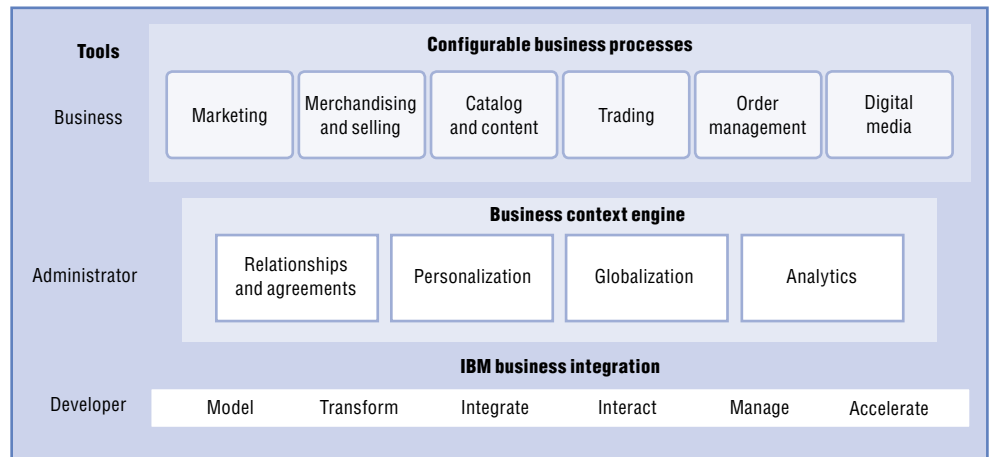 Tools
Configurable business processes
Business
Marketing
Merchandising
and selling
Catalog
and content
Trading
Order
management
Digital
media
Business context engine
Administrator
Relationships
and agreements
Personalization
Globalization
Analytics
IBM business integration
Developer
Model
Transform
Integrate
Interact
Manage
Accelerate